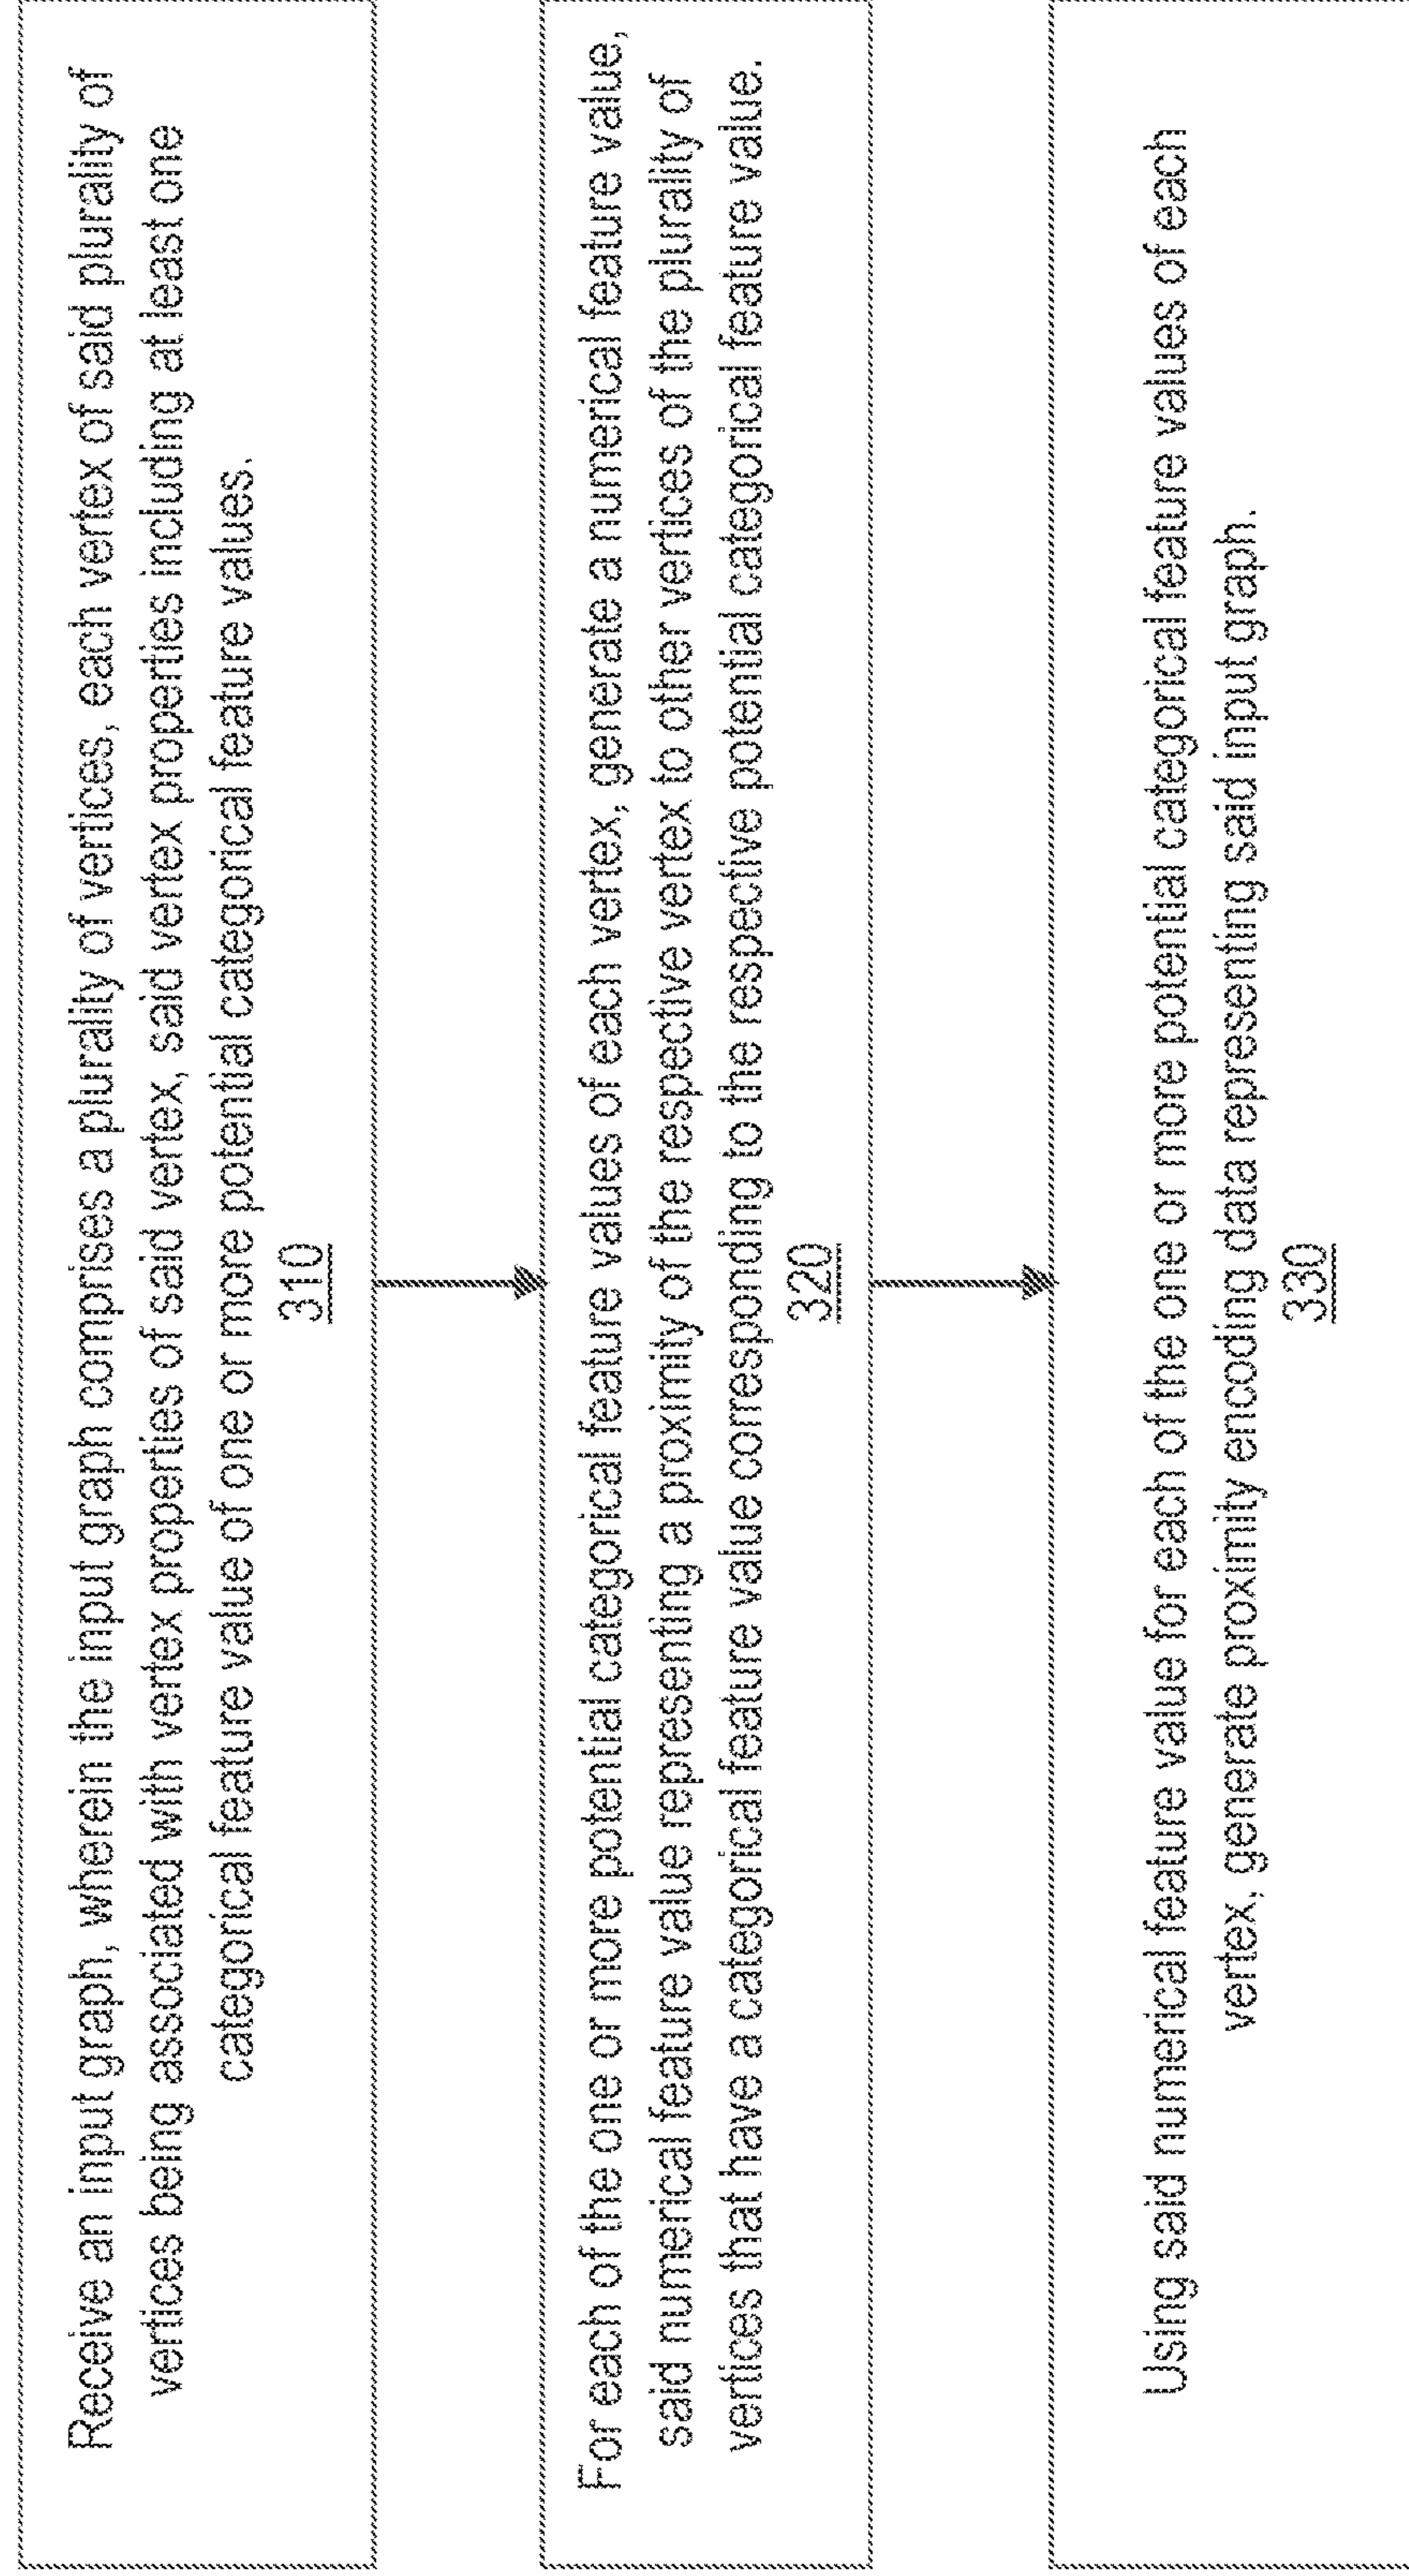 Receive an input graph, wherein the input graph comprises a plurality of vertices, each vertex of said plurality of
vertices being associated with vertex properties of said vertex, said vertex properties including at least one
categorical feature value of one or more potential categorical feature values.
310
For each of the one or more potential categorical feature values of each vertex, generate a numerical feature value,
said numerical feature value representing a proximity of the respective vertex to other vertices of the plurality of
vertices that have a categorical feature value corresponding to the respective potential categorical feature value.
320
Using said numerical feature value for each of the one or more potential categorical feature values of each
vertex, generate proximity encoding data representing said input graph.
330